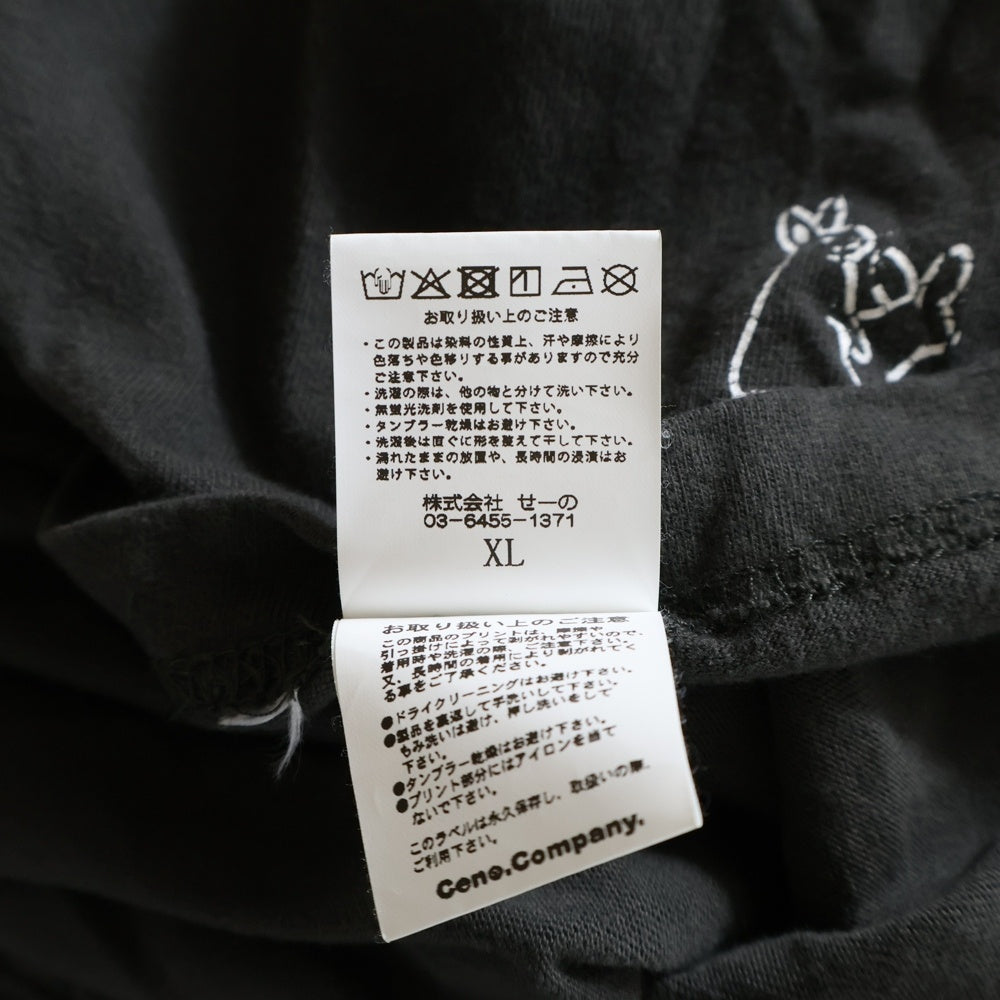 お取り扱い上のご注意
・この製品は染料の性質上、汗や摩擦により
色落ちや色移りする事がありますので充分
ご注意下さい。
・洗濯の際は、他の物と分けて洗い下さい。
・無蛍光洗剤を使用して下さい。
・タンブラー乾燥はお避け下さい。
・洗濯後は直ぐに形を整えて干して下さい。
・濡れたままの放置や、長時間の浸漬はお
避け下さい。
株式会社 せーの
03-6455-1371
XL
お取り扱い上のご注意
この商品のプリントは、摩擦や
引っ掛けによって剥がれやすいので、
着用時や洗濯の際、ご注意下さい。
又、長時間の着用により剥がれてく
る事をご了承ください。
●ドライクリーニングはお避け下さい。
●製品を裏返して手洗いして下さい。
もみ洗いは避け、押し洗いをして
下さい。
●タンブラー乾燥はお避け下さい。
●プリント部分にはアイロンを当て
ないで下さい。
このラベルは永久保存し、取扱いの際、
ご利用下さい。
Ceno.Company.